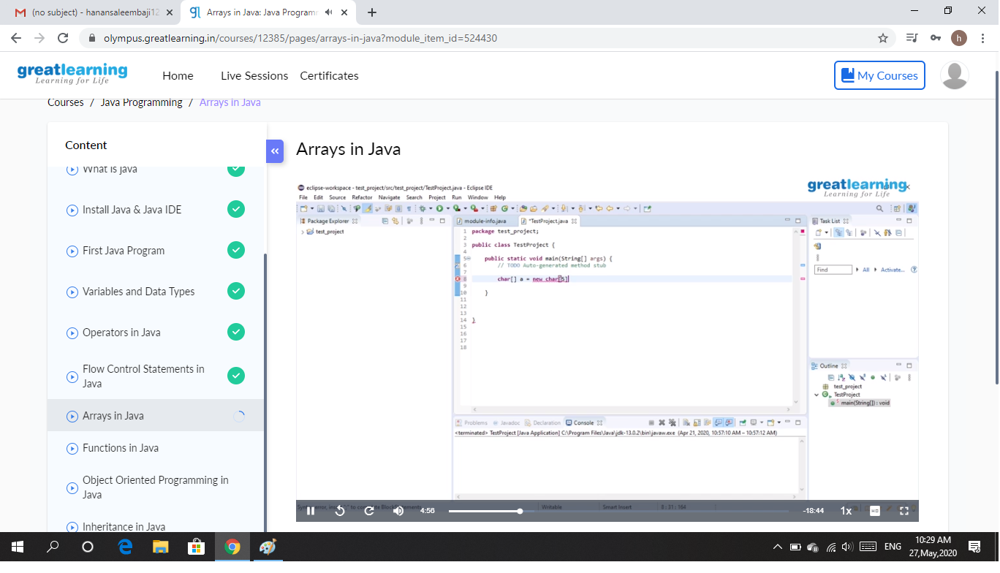 (no subject) - hanansaleembaji12
Arrays in Java: Java Programm
olympus.greatlearning.in/courses/12385/pages/arrays-in-java?module_item_id=524430
h
greatlearning
Learning for Life
Home
Live Sessions
Certificates
My Courses
Courses / Java Programming / Arrays in Java
Content
What is java
Install Java & Java IDE
First Java Program
Variables and Data Types
Operators in Java
Flow Control Statements in
Java
Arrays in Java
Functions in Java
Object Oriented Programming in
Java
Inheritance in Java
Arrays in Java
eclipse-workspace - test_project/src/test_project/TestProject.java - Eclipse IDE
greatlearning
Learning for Life
File Edit Source Refactor Navigate Search Project Run Window Help
Package Explorer
test_project
module-info.java
*TestProject.java
1 package test_project;
2
3 public class TestProject {
4
5 public static void main(String[] args) {
6 // TODO Auto-generated method stub
7
8 char[] a = new char[5]
9
10 }
11
12
13
14 }
15
16
17
18
Task List
Find
All
Activate...
Outline
test_project
TestProject
main(String[]) : void
Problems
Javadoc
Declaration
Console
<terminated> TestProject [Java Application] C:\Program Files\Java\jdk-13.0.2\bin\javaw.exe (Apr 21, 2020, 10:57:10 AM – 10:57:12 AM)
Writable
Smart Insert
8 : 31 : 164
4:56
-18:44
1x
HD
ENG
10:29 AM
27,May,2020